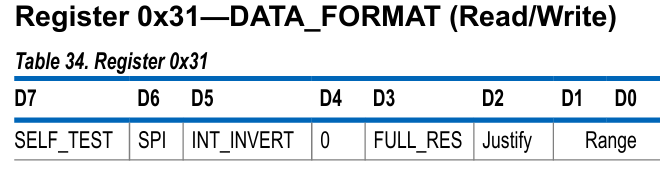 Register 0x31—DATA_FORMAT (Read/Write)
Table 34. Register 0x31
D7 D6 D5 D4 D3 D2 D1 D0
SELF_TEST SPI INT_INVERT 0 FULL_RES Justify Range